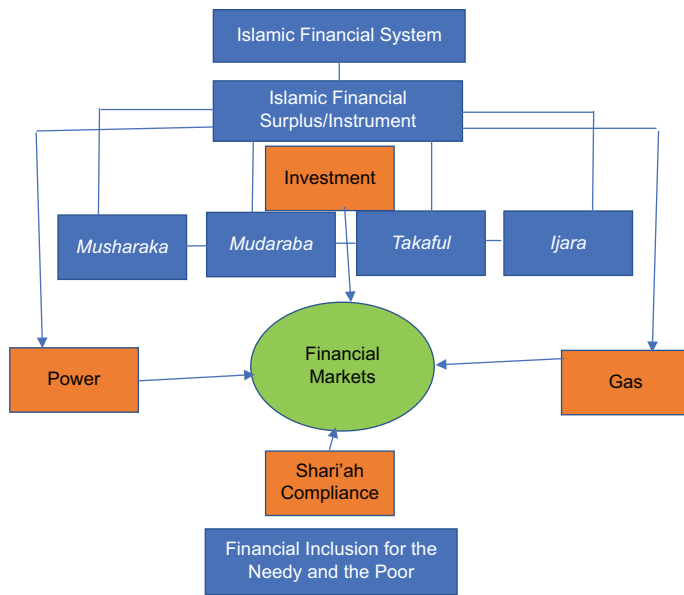 Islamic Financial System
Islamic Financial
Surplus/Instrument
Investment
Musharaka
Mudaraba
Takaful
Ijara
Financial
Markets
Power
Gas
Shari’ah
Compliance
Financial Inclusion for the
Needy and the Poor